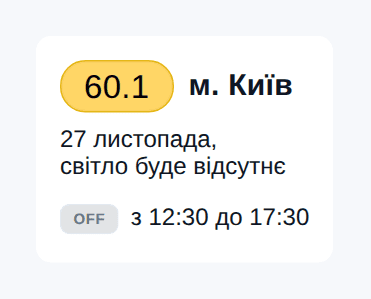 60.1 м. Київ
27 листопада,
світло буде відсутнє
OFF з 12:30 до 17:30